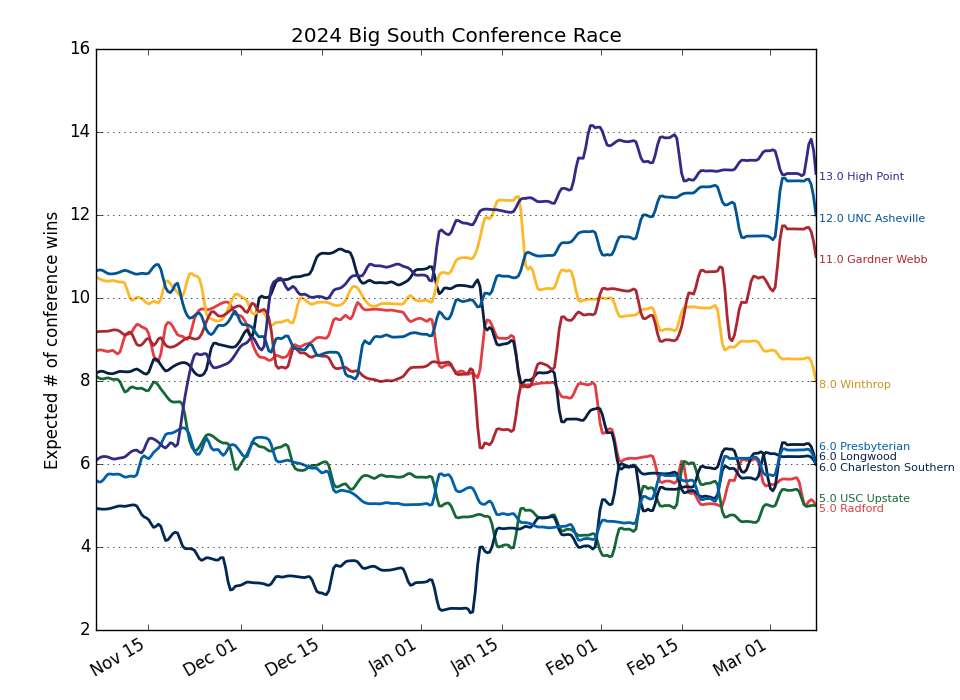 2024 Big South Conference Race
Expected # of conference wins
16
14
12
10
8
6
4
2
Nov 15
Dec 01
Dec 15
Jan 01
Jan 15
Feb 01
Feb 15
Mar 01
13.0 High Point
12.0 UNC Asheville
11.0 Gardner Webb
8.0 Winthrop
6.0 Presbyterian
6.0 Longwood
6.0 Charleston Southern
5.0 USC Upstate
5.0 Radford